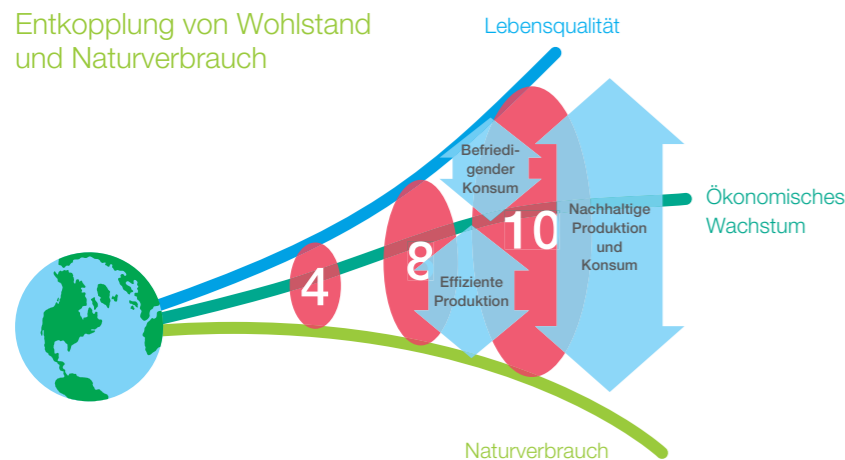 Entkopplung von Wohlstand
und Naturverbrauch
Lebensqualität
Befriedi-
gender
Konsum
Ökonomisches
Wachstum
Nachhaltige
Produktion
und
Konsum
10
8
4
Effiziente
Produktion
Naturverbrauch